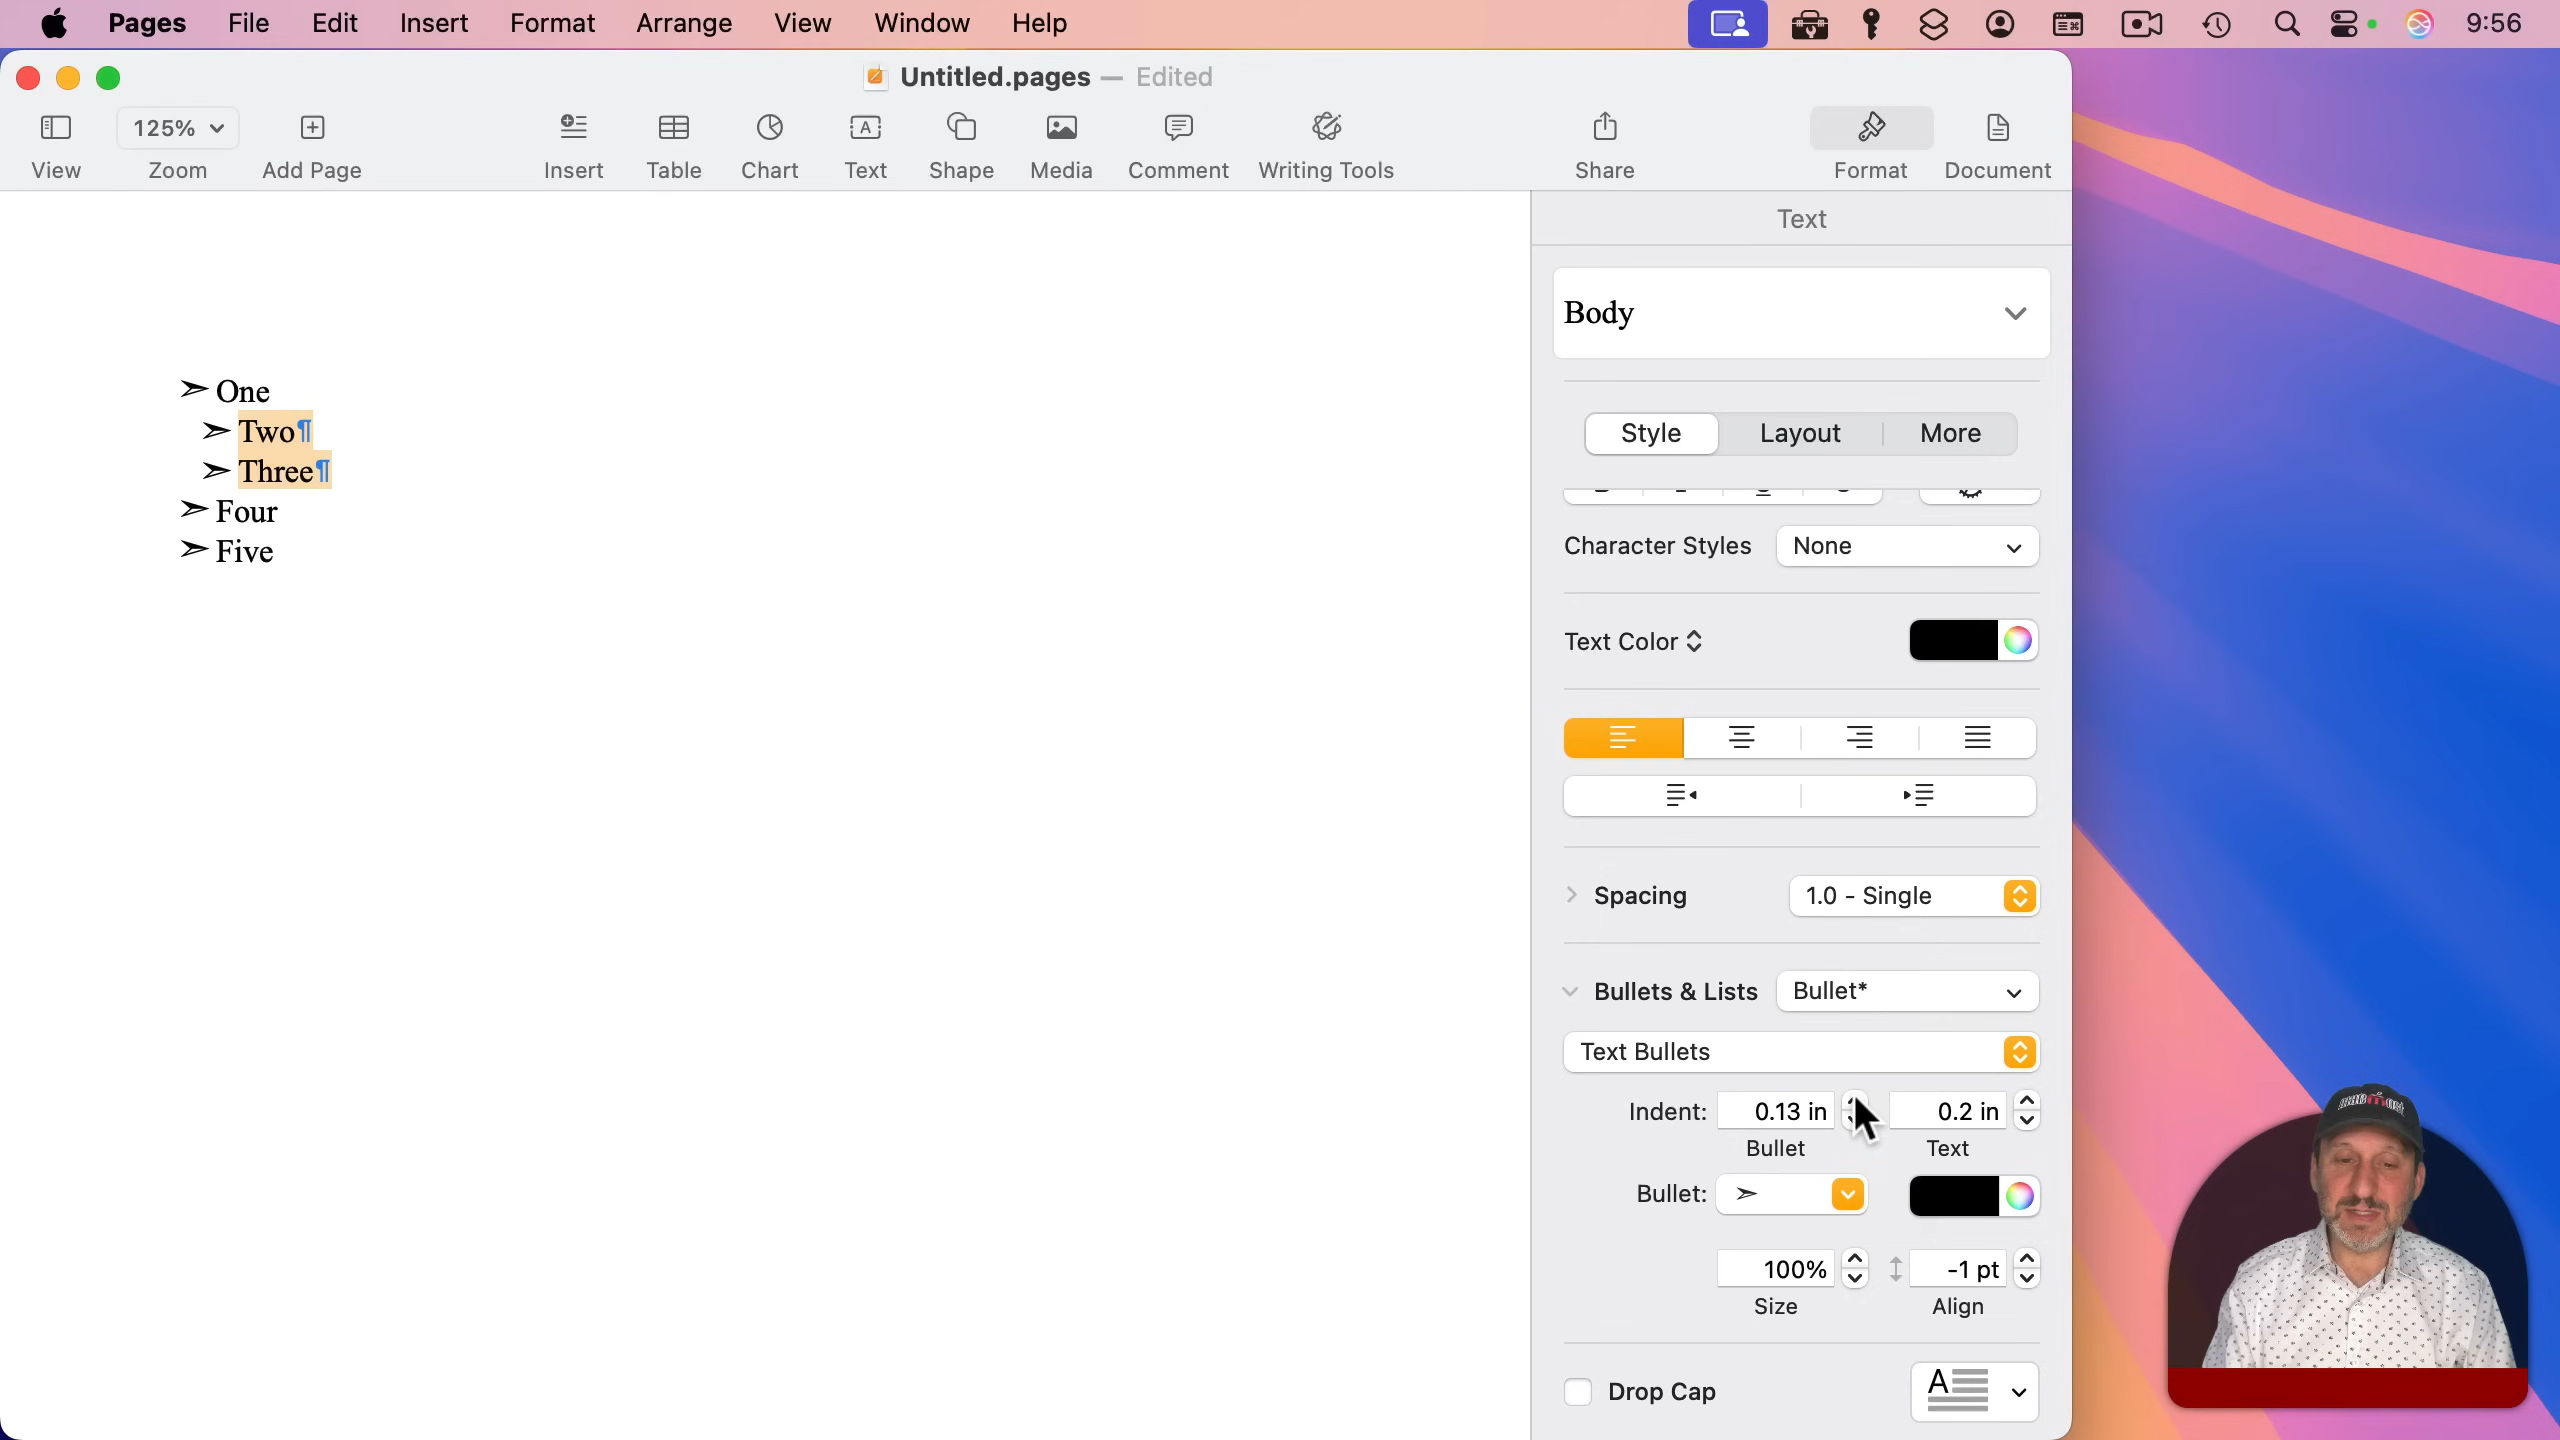 Pages File Edit Insert Format Arrange View Window Help 9:56
Untitled.pages — Edited
125%
View Zoom Add Page Insert Table Chart Text Shape Media Comment Writing Tools Share Format Document
Text
Body
Style Layout More
Character Styles None
Text Color
Spacing 1.0 - Single
Bullets & Lists Bullet*
Text Bullets
Indent: 0.13 in 0.2 in
Bullet Text
Bullet: ➣
100% -1 pt
Size Align
Drop Cap
➣ One
➣ Two¶
➣ Three¶
➣ Four
➣ Five